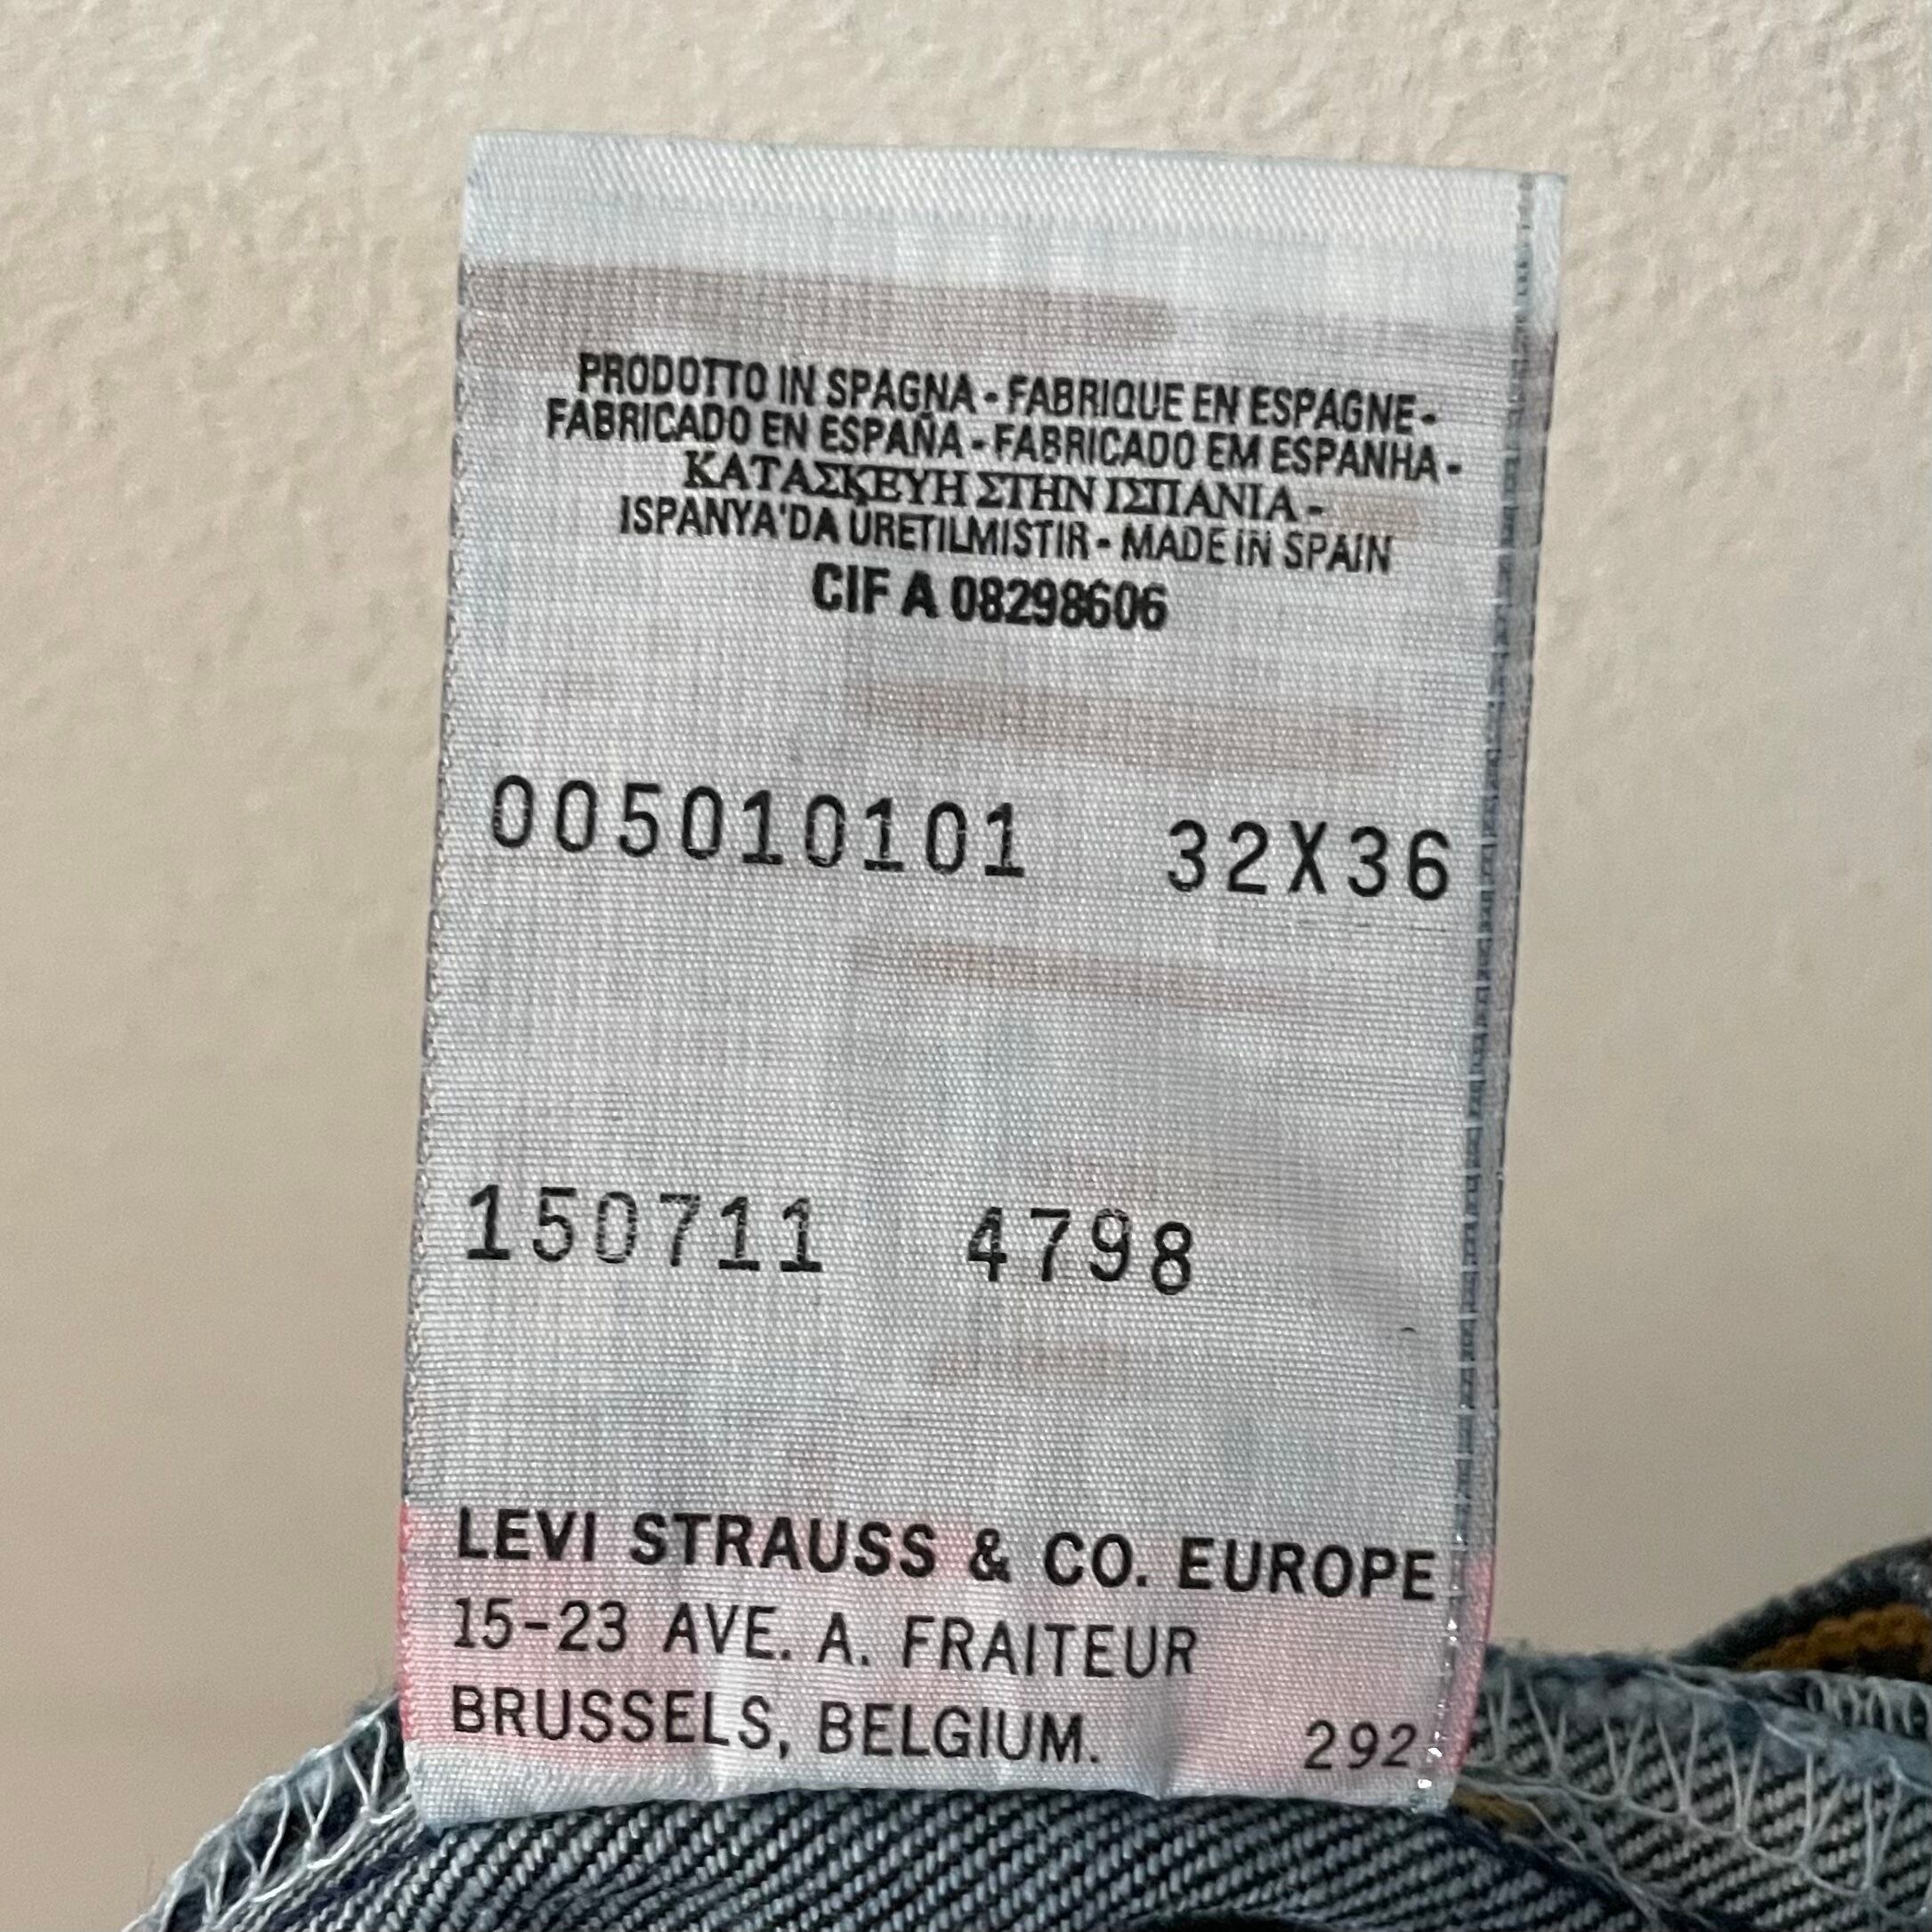 PRODOTTO IN SPAGNA - FABRIQUE EN ESPAGNE -
FABRICADO EN ESPAÑA - FABRICADO EM ESPANHA -
ΚΑΤΑΣΚΕΥΗ ΣΤΗΝ ΙΣΠΑΝΙΑ -
ISPANYA'DA ÜRETILMIŞTIR - MADE IN SPAIN
CIF A 08298606
005010101 32X36
150711 4798
LEVI STRAUSS & CO. EUROPE
15-23 AVE. A. FRAITEUR
BRUSSELS, BELGIUM. 292